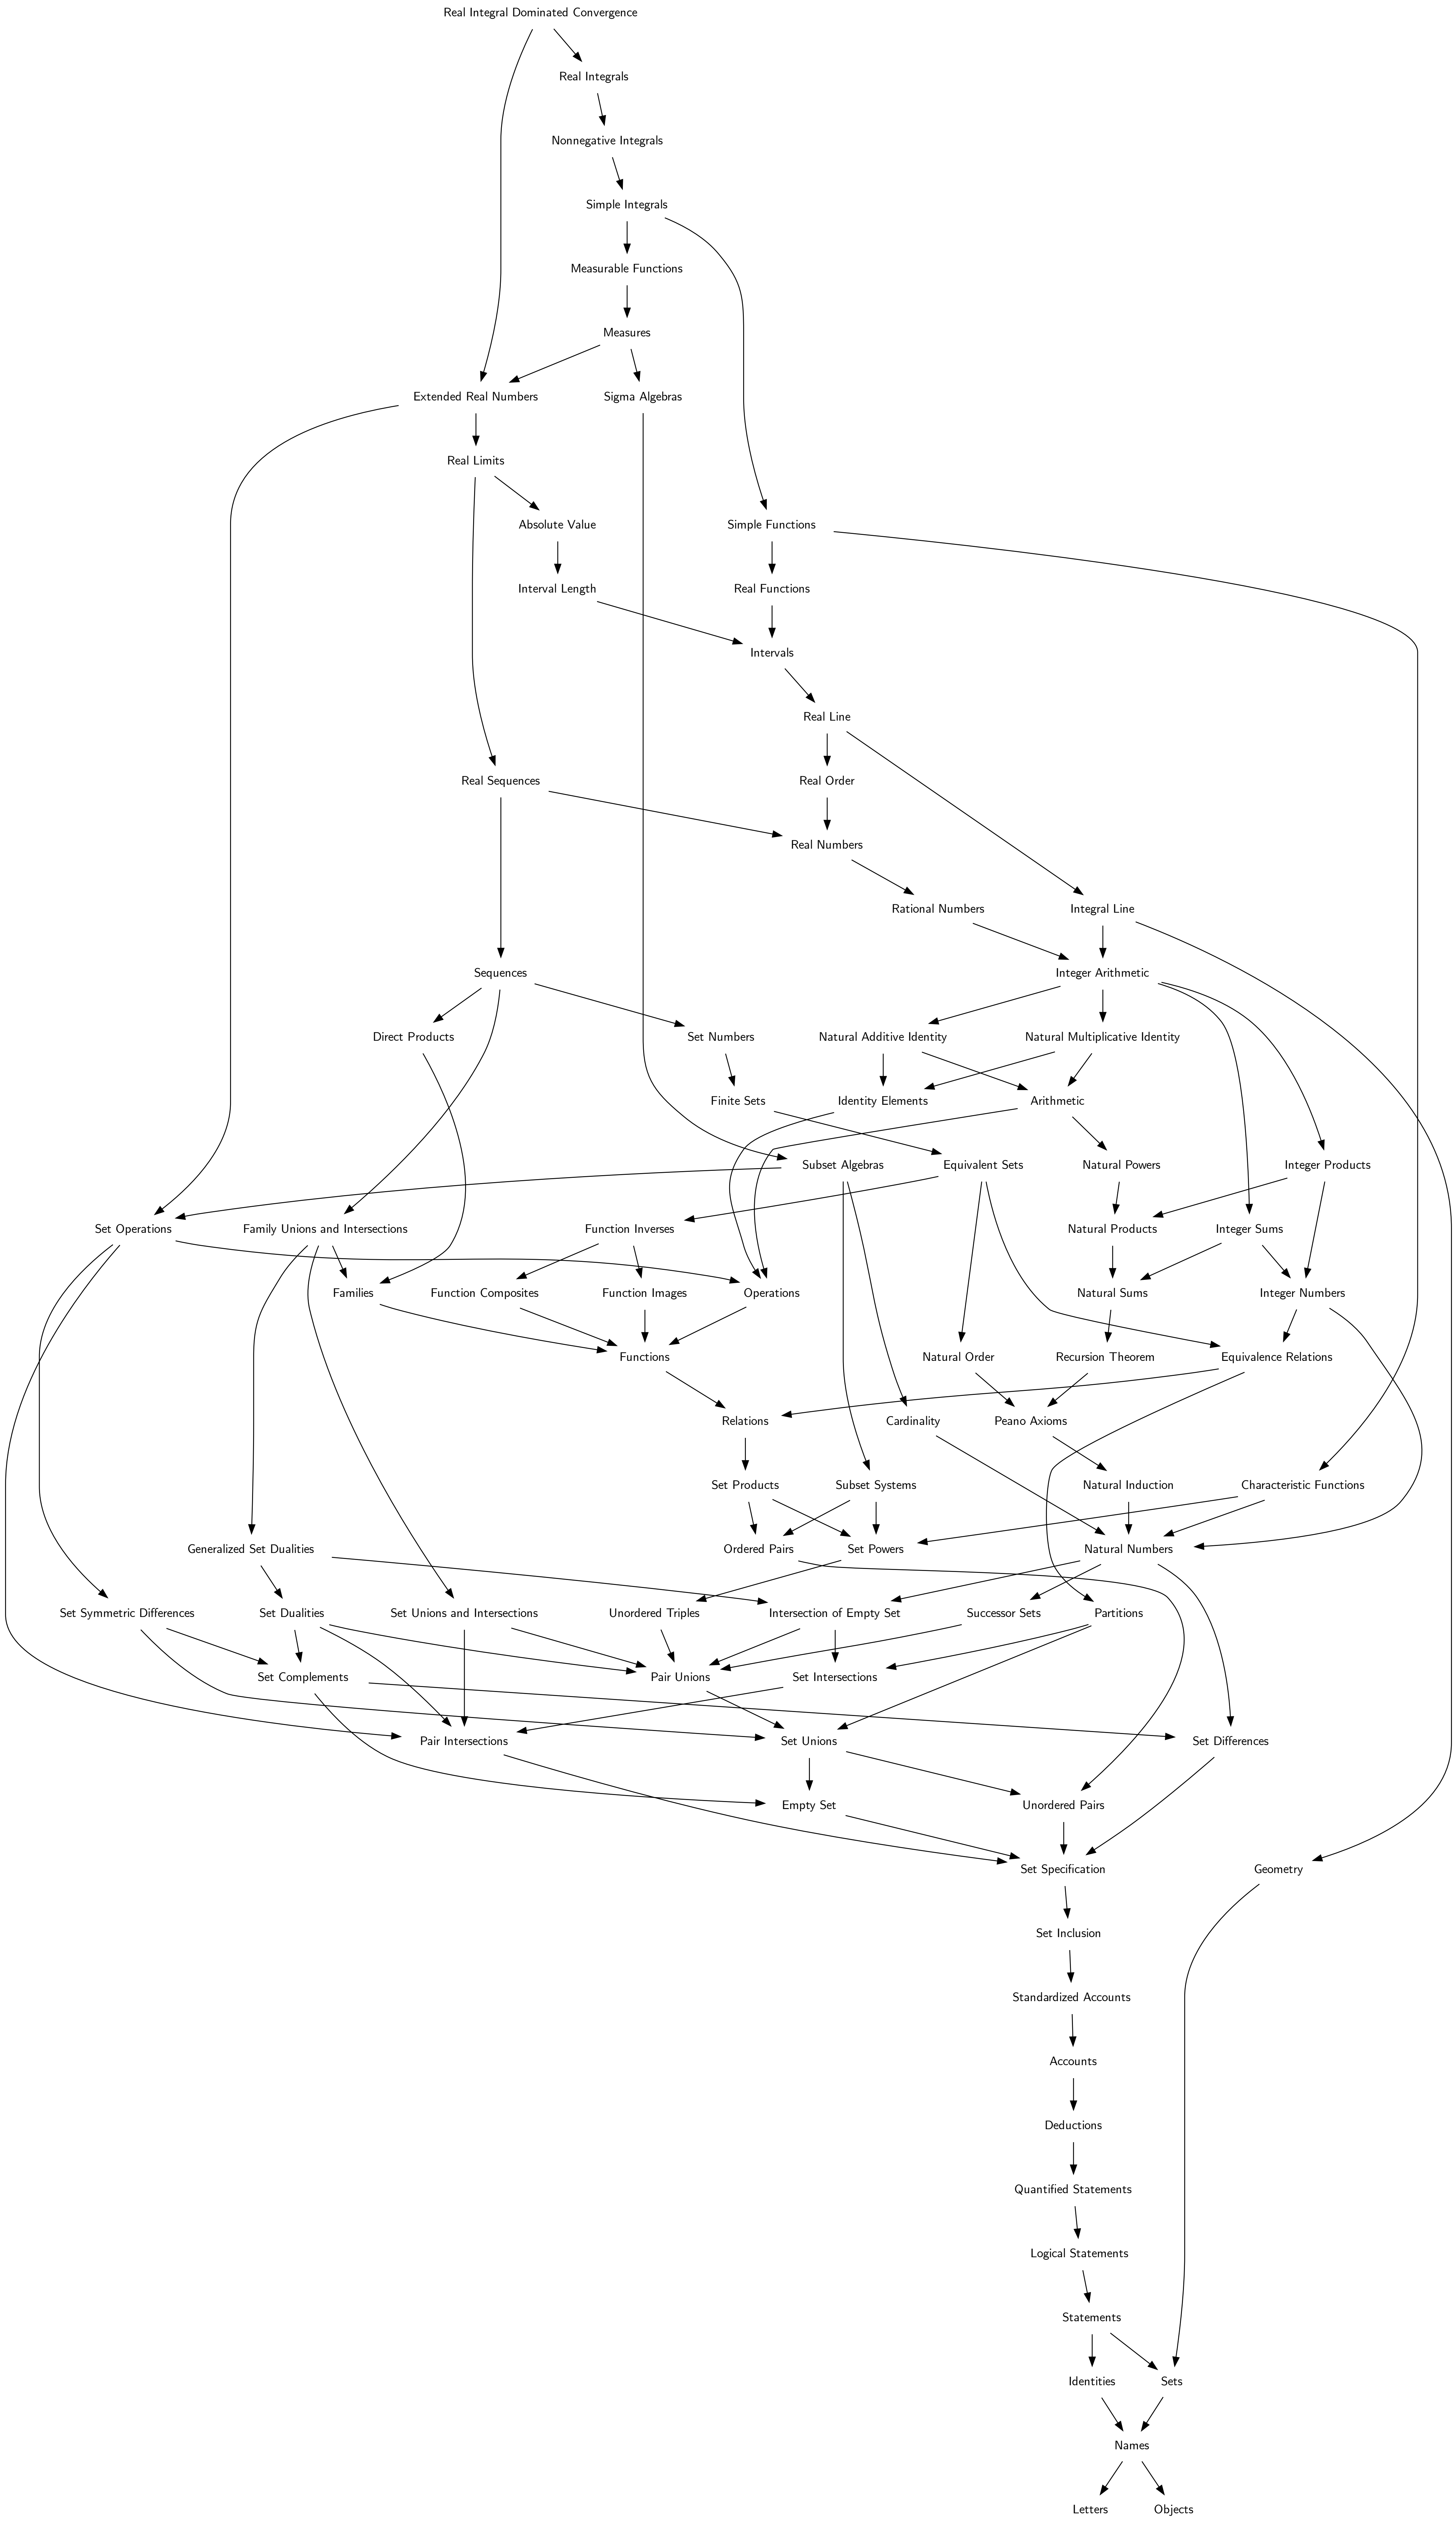 Real Integral Dominated Convergence
Real Integrals
Nonnegative Integrals
Simple Integrals
Measurable Functions
Measures
Extended Real Numbers
Sigma Algebras
Real Limits
Absolute Value
Simple Functions
Interval Length
Real Functions
Intervals
Real Line
Real Sequences
Real Order
Real Numbers
Rational Numbers
Integral Line
Sequences
Integer Arithmetic
Direct Products
Set Numbers
Natural Additive Identity
Natural Multiplicative Identity
Finite Sets
Identity Elements
Arithmetic
Subset Algebras
Equivalent Sets
Natural Powers
Integer Products
Set Operations
Family Unions and Intersections
Function Inverses
Natural Products
Integer Sums
Families
Function Composites
Function Images
Operations
Natural Sums
Integer Numbers
Functions
Natural Order
Recursion Theorem
Equivalence Relations
Relations
Cardinality
Peano Axioms
Set Products
Subset Systems
Natural Induction
Characteristic Functions
Generalized Set Dualities
Ordered Pairs
Set Powers
Natural Numbers
Set Symmetric Differences
Set Dualities
Set Unions and Intersections
Unordered Triples
Intersection of Empty Set
Successor Sets
Partitions
Set Complements
Pair Unions
Set Intersections
Pair Intersections
Set Unions
Set Differences
Empty Set
Unordered Pairs
Set Specification
Geometry
Set Inclusion
Standardized Accounts
Accounts
Deductions
Quantified Statements
Logical Statements
Statements
Identities
Sets
Names
Letters
Objects